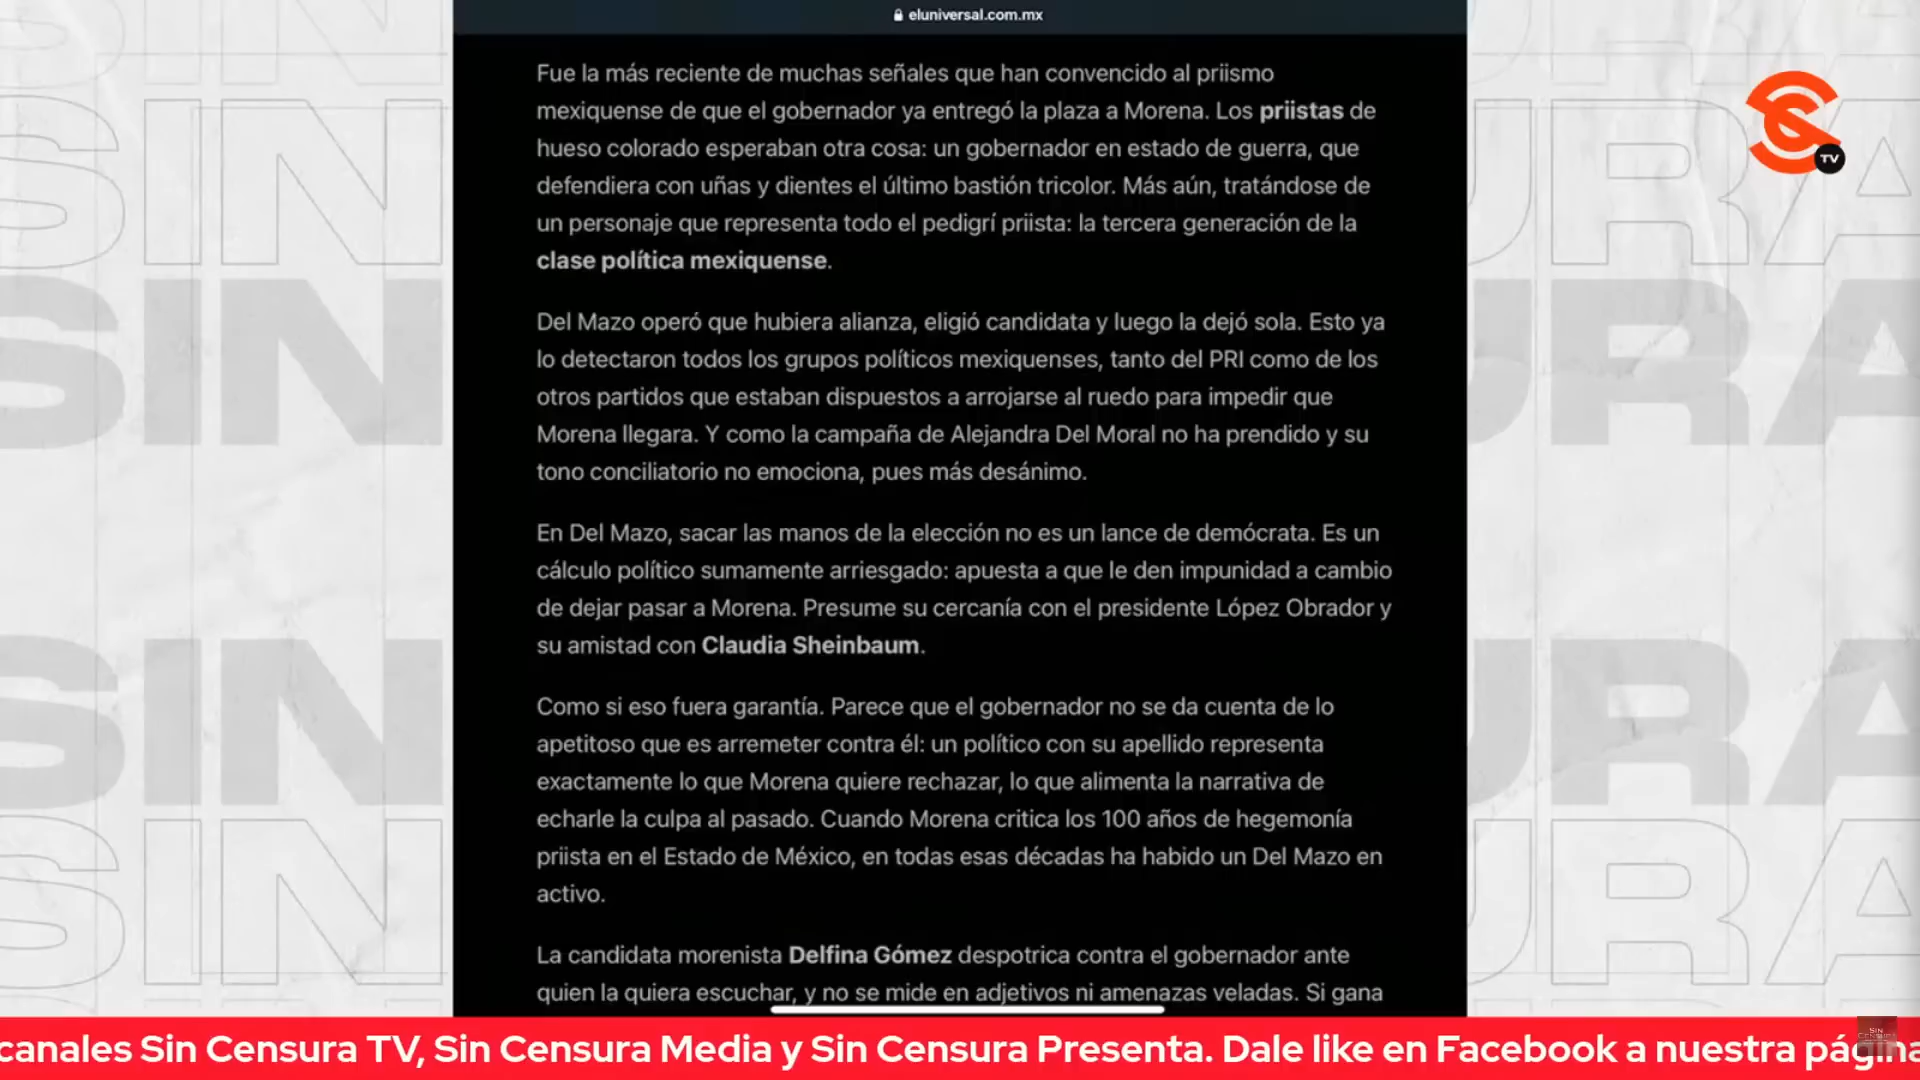 eluniversal.com.mx
Fue la más reciente de muchas señales que han convencido al priismo
mexiquense de que el gobernador ya entregó la plaza a Morena. Los priistas de
hueso colorado esperaban otra cosa: un gobernador en estado de guerra, que
defendiera con uñas y dientes el último bastión tricolor. Más aún, tratándose de
un personaje que representa todo el pedigrí priista: la tercera generación de la
clase política mexiquense.
Del Mazo operó que hubiera alianza, eligió candidata y luego la dejó sola. Esto ya
lo detectaron todos los grupos políticos mexiquenses, tanto del PRI como de los
otros partidos que estaban dispuestos a arrojarse al ruedo para impedir que
Morena llegara. Y como la campaña de Alejandra Del Moral no ha prendido y su
tono conciliatorio no emociona, pues más desánimo.
En Del Mazo, sacar las manos de la elección no es un lance de demócrata. Es un
cálculo político sumamente arriesgado: apuesta a que le den impunidad a cambio
de dejar pasar a Morena. Presume su cercanía con el presidente López Obrador y
su amistad con Claudia Sheinbaum.
Como si eso fuera garantía. Parece que el gobernador no se da cuenta de lo
apetitoso que es arremeter contra él: un político con su apellido representa
exactamente lo que Morena quiere rechazar, lo que alimenta la narrativa de
echarle la culpa al pasado. Cuando Morena critica los 100 años de hegemonía
priista en el Estado de México, en todas esas décadas ha habido un Del Mazo en
activo.
La candidata morenista Delfina Gómez despotrica contra el gobernador ante
quien la quiera escuchar, y no se mide en adjetivos ni amenazas veladas. Si gana
TV
SIN
SIN
SIN
SIN
URA
URA
URA
URA
canales Sin Censura TV, Sin Censura Media y Sin Censura Presenta. Dale like en Facebook a nuestra página
SIN
CENSURA